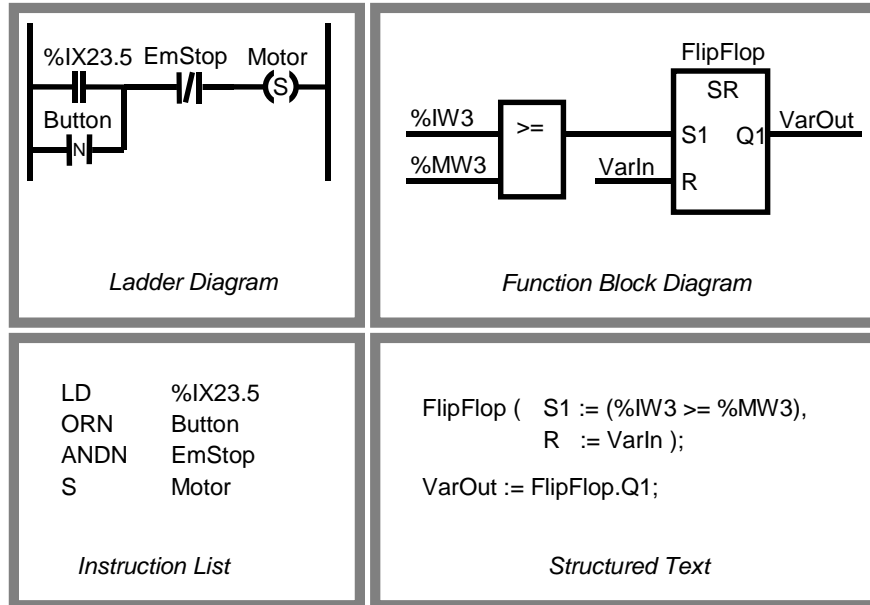 %IX23.5 EmStop Motor
(S)
Button
N
Ladder Diagram
FlipFlop
SR
%IW3 >= S1 Q1 VarOut
%MW3 VarIn R
Function Block Diagram
LD %IX23.5
ORN Button
ANDN EmStop
S Motor
Instruction List
FlipFlop ( S1 := (%IW3 >= %MW3),
R := VarIn );
VarOut := FlipFlop.Q1;
Structured Text